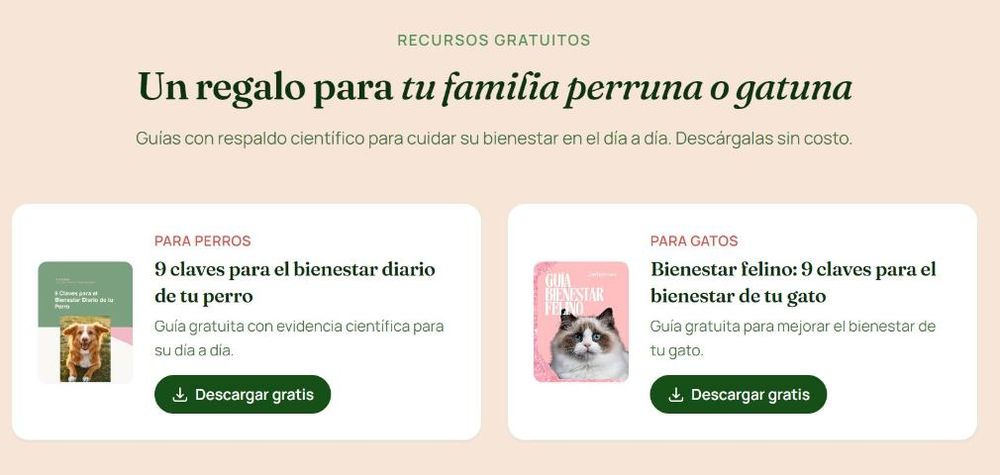 RECURSOS GRATUITOS
Un regalo para tu familia perruna o gatuna
Guías con respaldo científico para cuidar su bienestar en el día a día. Descárgalas sin costo.
PARA PERROS
9 claves para el bienestar diario
de tu perro
Guía gratuita con evidencia científica para
su día a día.
Descargar gratis
9 Claves para el
Bienestar Diario de tu
Perro
PARA GATOS
Bienestar felino: 9 claves para el
bienestar de tu gato
Guía gratuita para mejorar el bienestar de
tu gato.
Descargar gratis
GUIA
BIENESTAR
FELINO